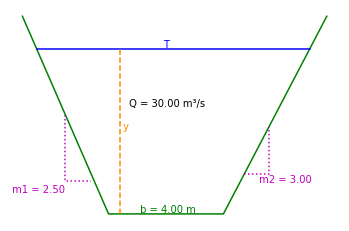 T
Q = 30.00 m³/s
y
m1 = 2.50
m2 = 3.00
b = 4.00 m